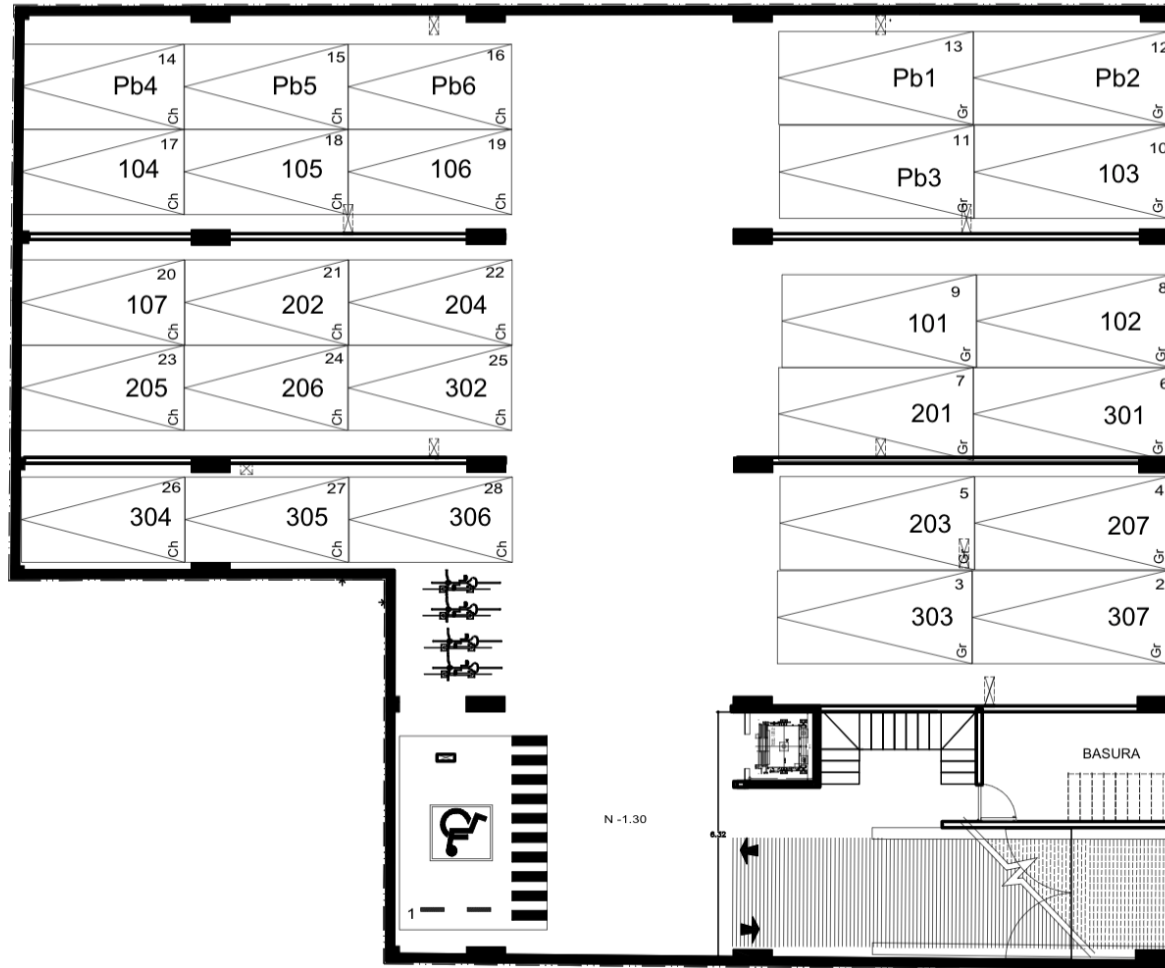 14 15 16 13 12
Pb4 Pb5 Pb6 Pb1 Pb2
Ch Ch Ch Gr Gr
17 18 19 11 10
104 105 106 Pb3 103
Ch Ch Ch Gr Gr
20 21 22 9 8
107 202 204 101 102
Ch Ch Ch Gr Gr
23 24 25 7 6
205 206 302 201 301
Ch Ch Ch Gr Gr
26 27 28 5 4
304 305 306 203 207
Ch Ch Ch Gr Gr
3 2
303 307
Gr Gr
BASURA
N -1.30
6.32
1